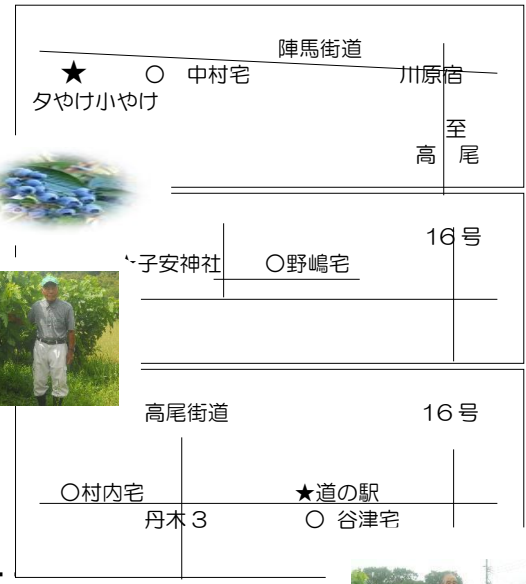 陣馬街道
★ ○ 中村宅 川原宿
夕やけ小やけ
至
高 尾
16号
★子安神社 ○野嶋宅
高尾街道 16号
○村内宅 ★道の駅
丹木3 ○ 谷津宅